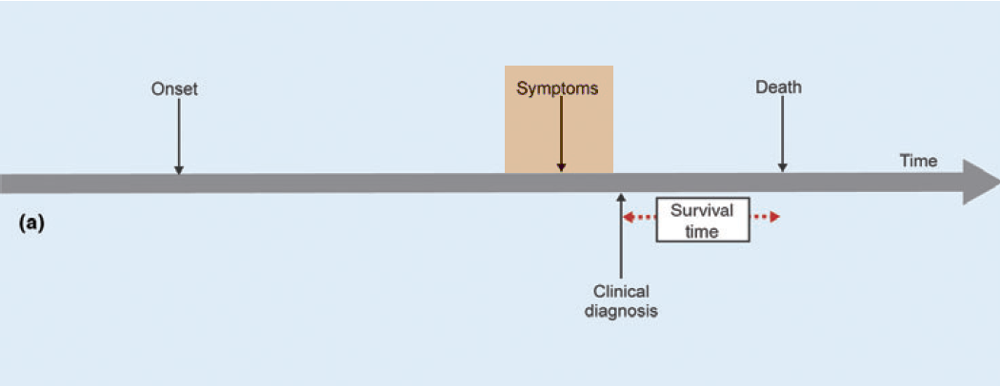 Onset
Symptoms
Death
Time
(a)
Survival
time
Clinical
diagnosis